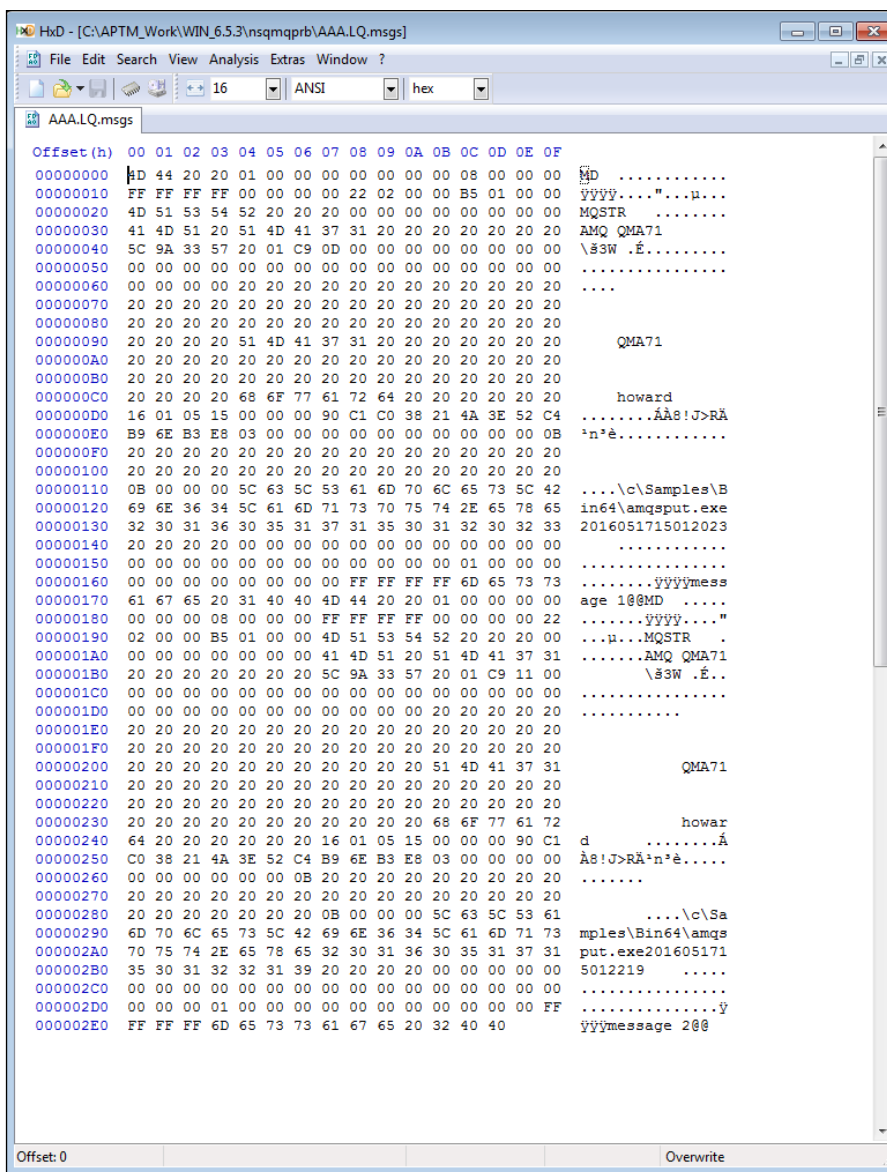 HxD - [C:\APTM_Work\WIN_6.5.3\nsqmqprb\AAA.LQ.msgs]
File Edit Search View Analysis Extras Window ?
16 ANSI hex
AAA.LQ.msgs
Offset(h) 00 01 02 03 04 05 06 07 08 09 0A 0B 0C 0D 0E 0F
00000000 4D 44 20 20 01 00 00 00 00 00 00 00 08 00 00 00 MD ............
00000010 FF FF FF FF 00 00 00 00 22 02 00 00 B5 01 00 00 ÿÿÿÿ...."...µ...
00000020 4D 51 53 54 52 20 20 20 00 00 00 00 00 00 00 00 MQSTR ........
00000030 41 4D 51 20 51 4D 41 37 31 20 20 20 20 20 20 20 AMQ QMA71
00000040 5C 9A 33 57 20 01 C9 0D 00 00 00 00 00 00 00 00 \š3W .É.........
00000050 00 00 00 00 00 00 00 00 00 00 00 00 00 00 00 00 ................
00000060 00 00 00 00 20 20 20 20 20 20 20 20 20 20 20 20 ....
00000070 20 20 20 20 20 20 20 20 20 20 20 20 20 20 20 20
00000080 20 20 20 20 20 20 20 20 20 20 20 20 20 20 20 20
00000090 20 20 20 20 51 4D 41 37 31 20 20 20 20 20 20 20 QMA71
000000A0 20 20 20 20 20 20 20 20 20 20 20 20 20 20 20 20
000000B0 20 20 20 20 20 20 20 20 20 20 20 20 20 20 20 20
000000C0 20 20 20 20 68 6F 77 61 72 64 20 20 20 20 20 20 howard
000000D0 16 01 05 15 00 00 00 90 C1 C0 38 21 4A 3E 52 C4 ........ÁÀ8!J>RÄ
000000E0 B9 6E B3 E8 03 00 00 00 00 00 00 00 00 00 00 0B ¹n³è............
000000F0 20 20 20 20 20 20 20 20 20 20 20 20 20 20 20 20
00000100 20 20 20 20 20 20 20 20 20 20 20 20 20 20 20 20
00000110 0B 00 00 00 5C 63 5C 53 61 6D 70 6C 65 73 5C 42 ....\c\Samples\B
00000120 69 6E 36 34 5C 61 6D 71 73 70 75 74 2E 65 78 65 in64\amqsput.exe
00000130 32 30 31 36 30 35 31 37 31 35 30 31 32 30 32 33 2016051715012023
00000140 20 20 20 20 00 00 00 00 00 00 00 00 00 00 00 00 ............
00000150 00 00 00 00 00 00 00 00 00 00 00 00 01 00 00 00 ................
00000160 00 00 00 00 00 00 00 00 FF FF FF FF 6D 65 73 73 ........ÿÿÿÿmess
00000170 61 67 65 20 31 40 40 4D 44 20 20 01 00 00 00 00 age 1@@MD .....
00000180 00 00 00 08 00 00 00 FF FF FF FF 00 00 00 00 22 .......ÿÿÿÿ...."
00000190 02 00 00 B5 01 00 00 4D 51 53 54 52 20 20 20 00 ...µ...MQSTR .
000001A0 00 00 00 00 00 00 00 41 4D 51 20 51 4D 41 37 31 .......AMQ QMA71
000001B0 20 20 20 20 20 20 20 5C 9A 33 57 20 01 C9 11 00 \š3W .É..
000001C0 00 00 00 00 00 00 00 00 00 00 00 00 00 00 00 00 ................
000001D0 00 00 00 00 00 00 00 00 00 00 00 20 20 20 20 20 ...........
000001E0 20 20 20 20 20 20 20 20 20 20 20 20 20 20 20 20
000001F0 20 20 20 20 20 20 20 20 20 20 20 20 20 20 20 20
00000200 20 20 20 20 20 20 20 20 20 20 20 51 4D 41 37 31 QMA71
00000210 20 20 20 20 20 20 20 20 20 20 20 20 20 20 20 20
00000220 20 20 20 20 20 20 20 20 20 20 20 20 20 20 20 20
00000230 20 20 20 20 20 20 20 20 20 20 20 68 6F 77 61 72 howar
00000240 64 20 20 20 20 20 20 16 01 05 15 00 00 00 90 C1 d ........Á
00000250 C0 38 21 4A 3E 52 C4 B9 6E B3 E8 03 00 00 00 00 À8!J>RÄ¹n³è.....
00000260 00 00 00 00 00 00 0B 20 20 20 20 20 20 20 20 20 .......
00000270 20 20 20 20 20 20 20 20 20 20 20 20 20 20 20 20
00000280 20 20 20 20 20 20 20 0B 00 00 00 5C 63 5C 53 61 ....\c\Sa
00000290 6D 70 6C 65 73 5C 42 69 6E 36 34 5C 61 6D 71 73 mples\Bin64\amqs
000002A0 70 75 74 2E 65 78 65 32 30 31 36 30 35 31 37 31 put.exe201605171
000002B0 35 30 31 32 32 31 39 20 20 20 20 00 00 00 00 00 5012219 .....
000002C0 00 00 00 00 00 00 00 00 00 00 00 00 00 00 00 00 ................
000002D0 00 00 00 01 00 00 00 00 00 00 00 00 00 00 00 FF ...............ÿ
000002E0 FF FF FF 6D 65 73 73 61 67 65 20 32 40 40 ÿÿÿmessage 2@@
Offset: 0 Overwrite